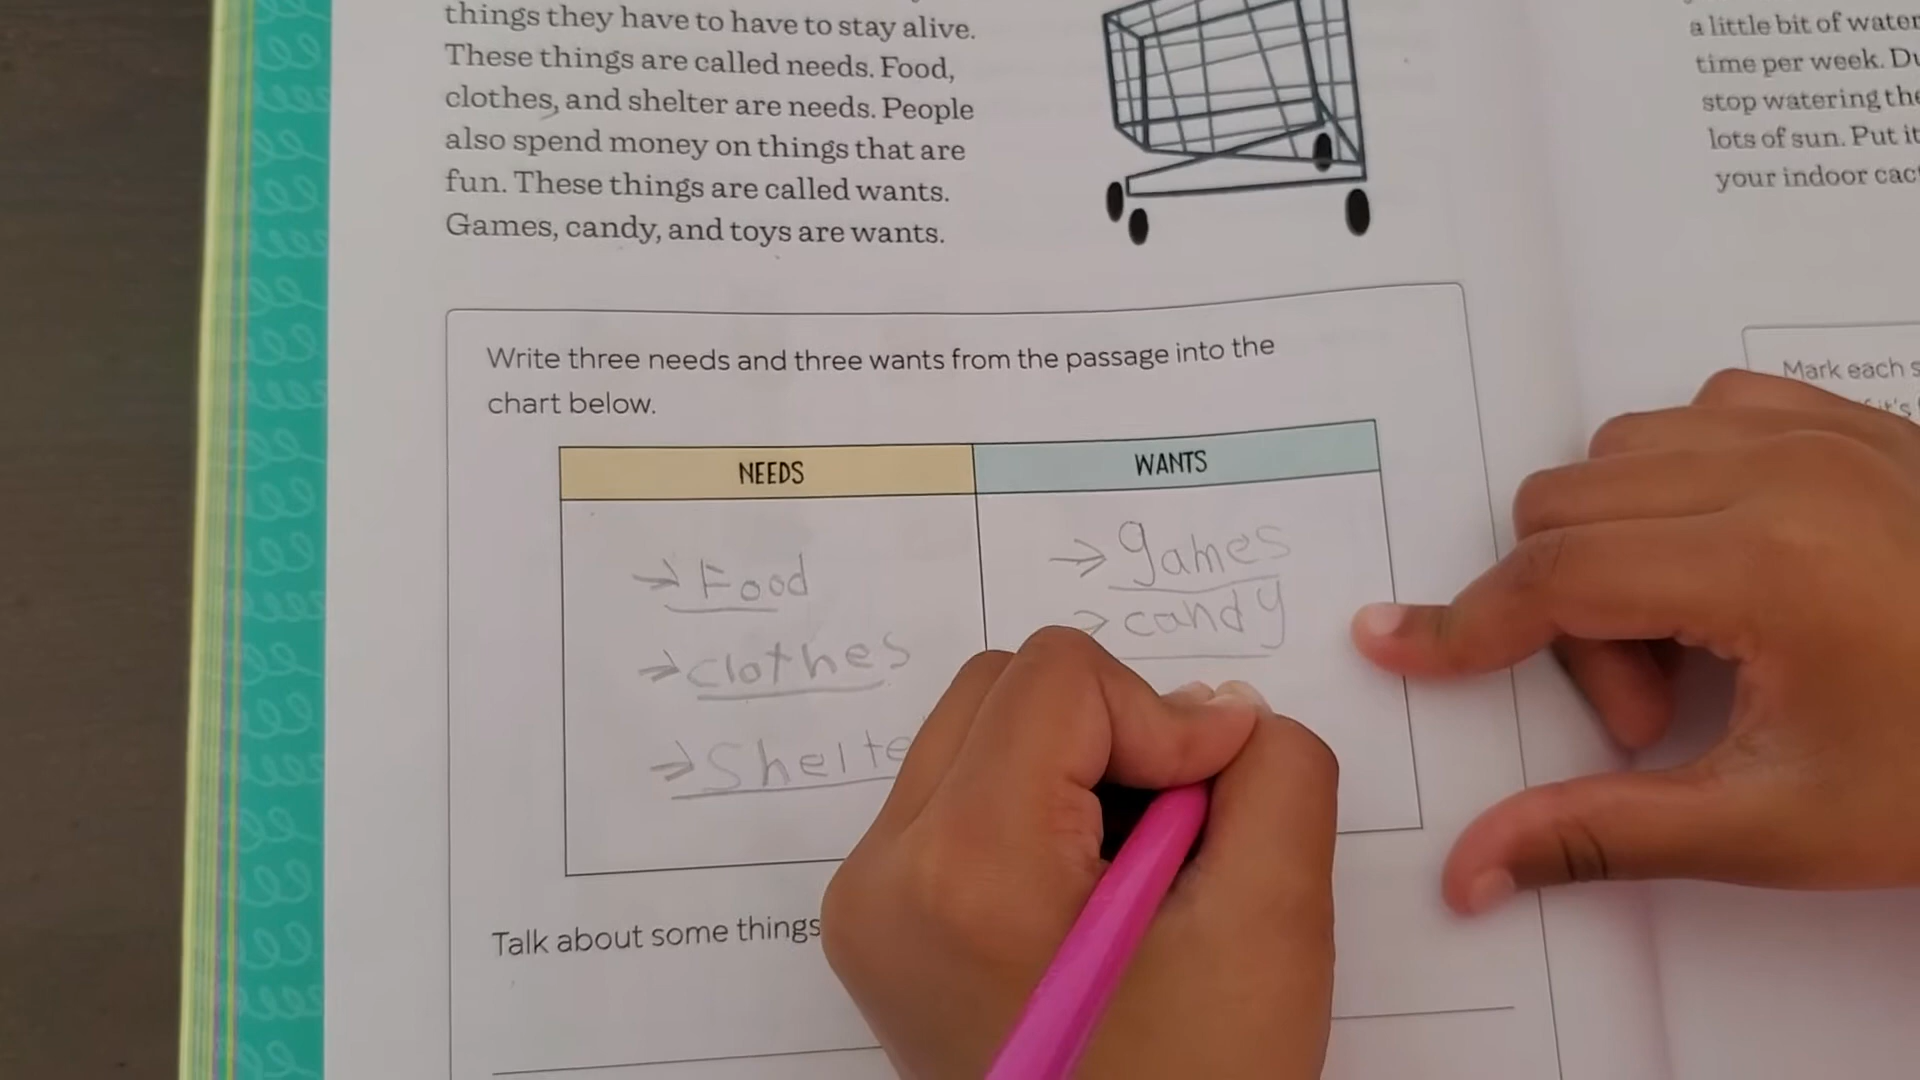 things they have to have to stay alive.
These things are called needs. Food,
clothes, and shelter are needs. People
also spend money on things that are
fun. These things are called wants.
Games, candy, and toys are wants.
Write three needs and three wants from the passage into the
chart below.
NEEDS WANTS
→ Food
→ clothes
→ Shelte
→ games
→ candy
Talk about some things
a little bit of water
time per week. Du
stop watering the
lots of sun. Put it
your indoor cac
Mark each s
it's